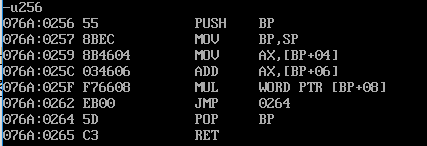 -u256
076A:0256 55 PUSH BP
076A:0257 8BEC MOV BP,SP
076A:0259 8B4604 MOV AX,[BP+04]
076A:025C 034606 ADD AX,[BP+06]
076A:025F F76608 MUL WORD PTR [BP+08]
076A:0262 EB00 JMP 0264
076A:0264 5D POP BP
076A:0265 C3 RET